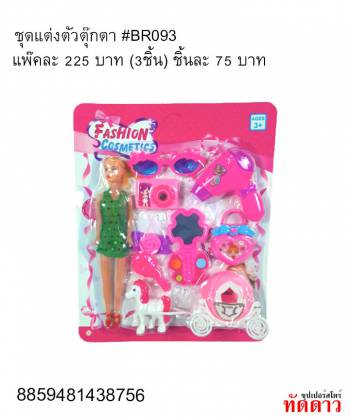 ชุดแต่งตัวตุ๊กตา #BR093
แพ๊คละ 225 บาท (3ชิ้น) ชิ้นละ 75 บาท
FASHION
COSMETICS
AGES
3+
8859481438756
ซุปเปอร์สโตร์
ทัดดาว